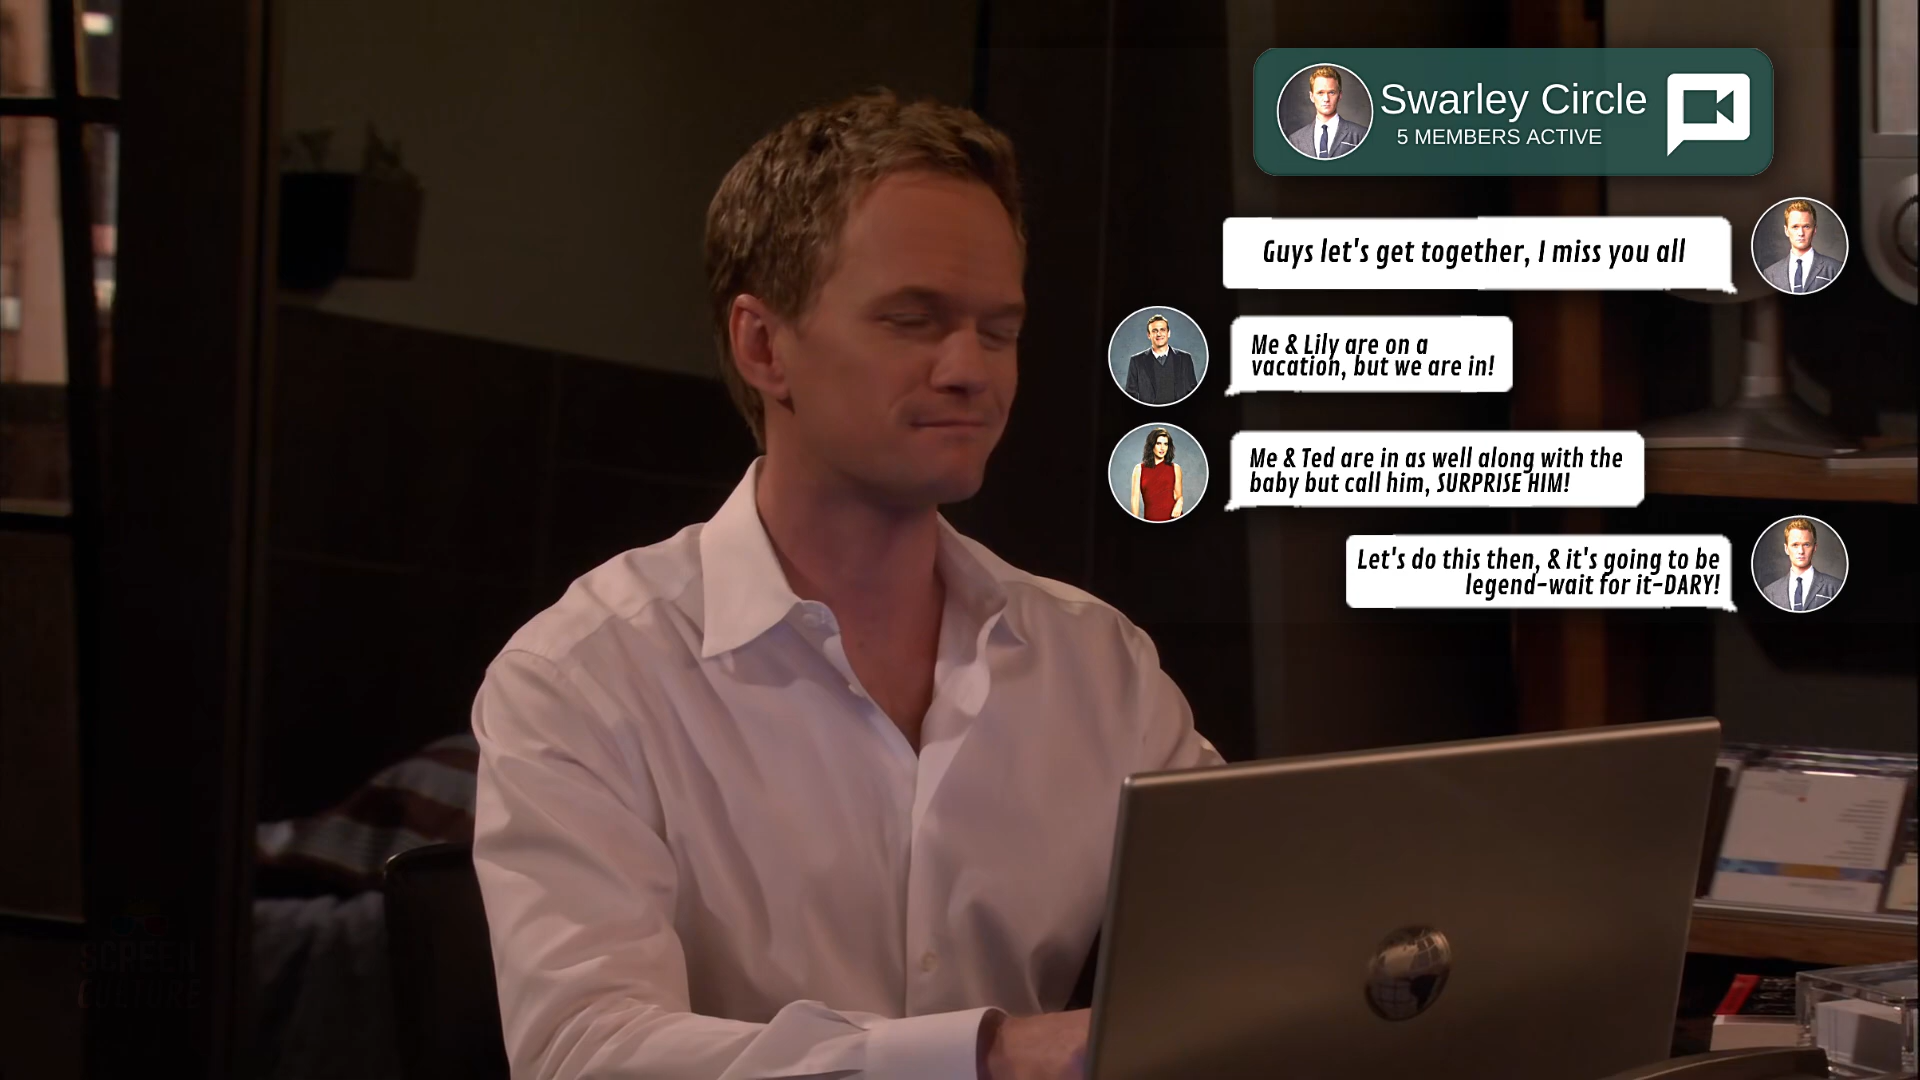 Swarley Circle
5 MEMBERS ACTIVE
Guys let's get together, I miss you all
Me & Lily are on a
vacation, but we are in!
Me & Ted are in as well along with the
baby but call him, SURPRISE HIM!
Let's do this then, & it's going to be
legend-wait for it-DARY!
SCREEN
CULTURE